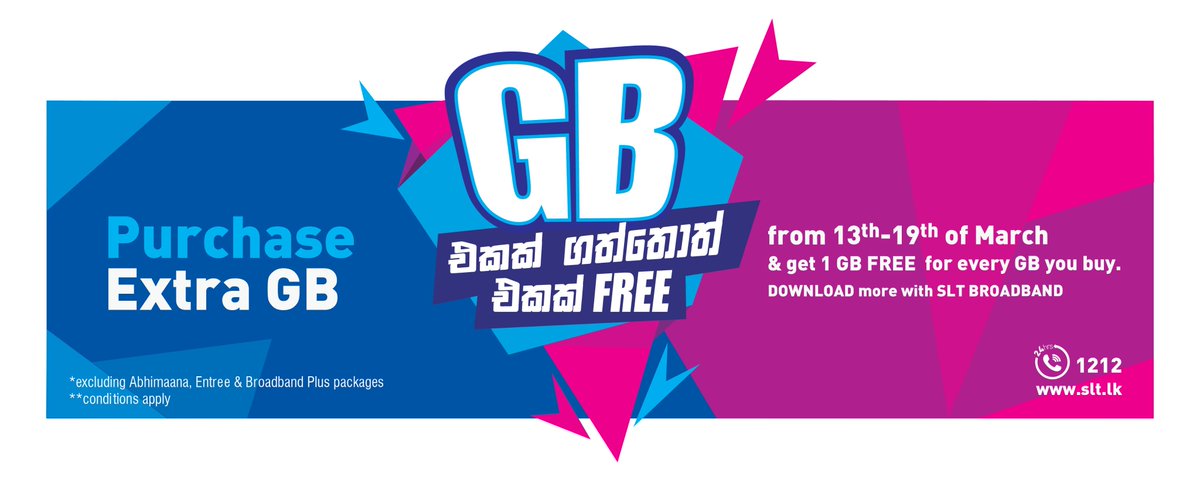 Purchase
Extra GB
*excluding Abhimaana, Entree & Broadband Plus packages
**conditions apply
GB
එකක් ගත්තොත්
එකක් FREE
from 13th-19th of March
& get 1 GB FREE for every GB you buy.
DOWNLOAD more with SLT BROADBAND
24hrs
1212
www.slt.lk